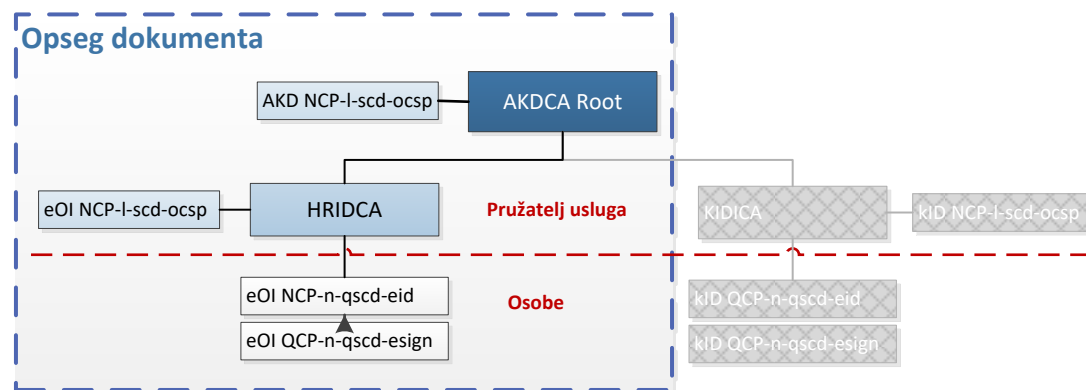 Opseg dokumenta
AKD NCP-l-scd-ocsp
AKDCA Root
eOI NCP-l-scd-ocsp
HRIDCA
Pružatelj usluga
KIDICA
kID NCP-l-scd-ocsp
eOI NCP-n-qscd-eid
Osobe
kID QCP-n-qscd-eid
eOI QCP-n-qscd-esign
kID QCP-n-qscd-esign